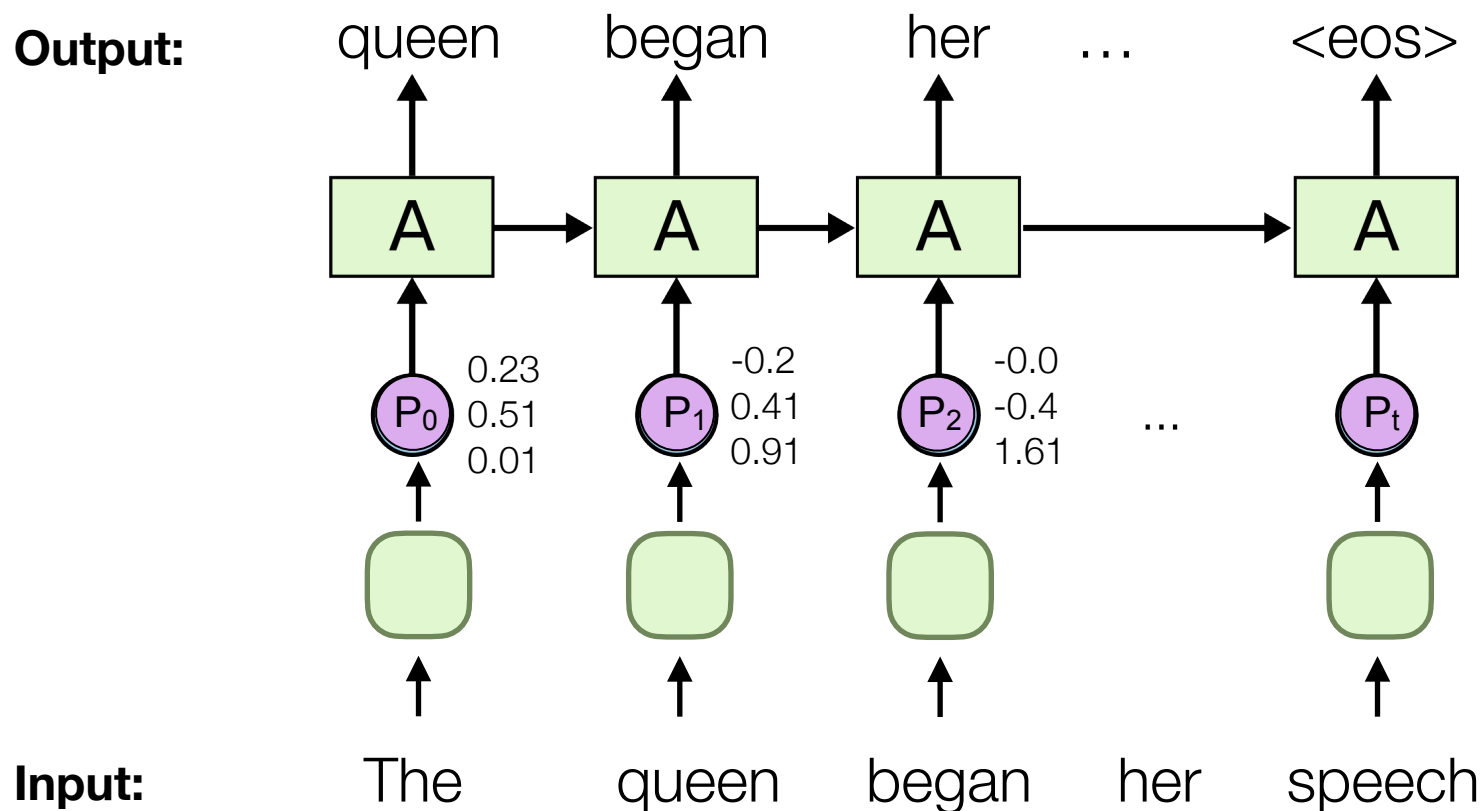 Output: queen began her ... <eos>
A A A A
0.23 -0.2 -0.0
P0 0.51 P1 0.41 P2 -0.4 ... Pt
0.01 0.91 1.61
Input: The queen began her speech